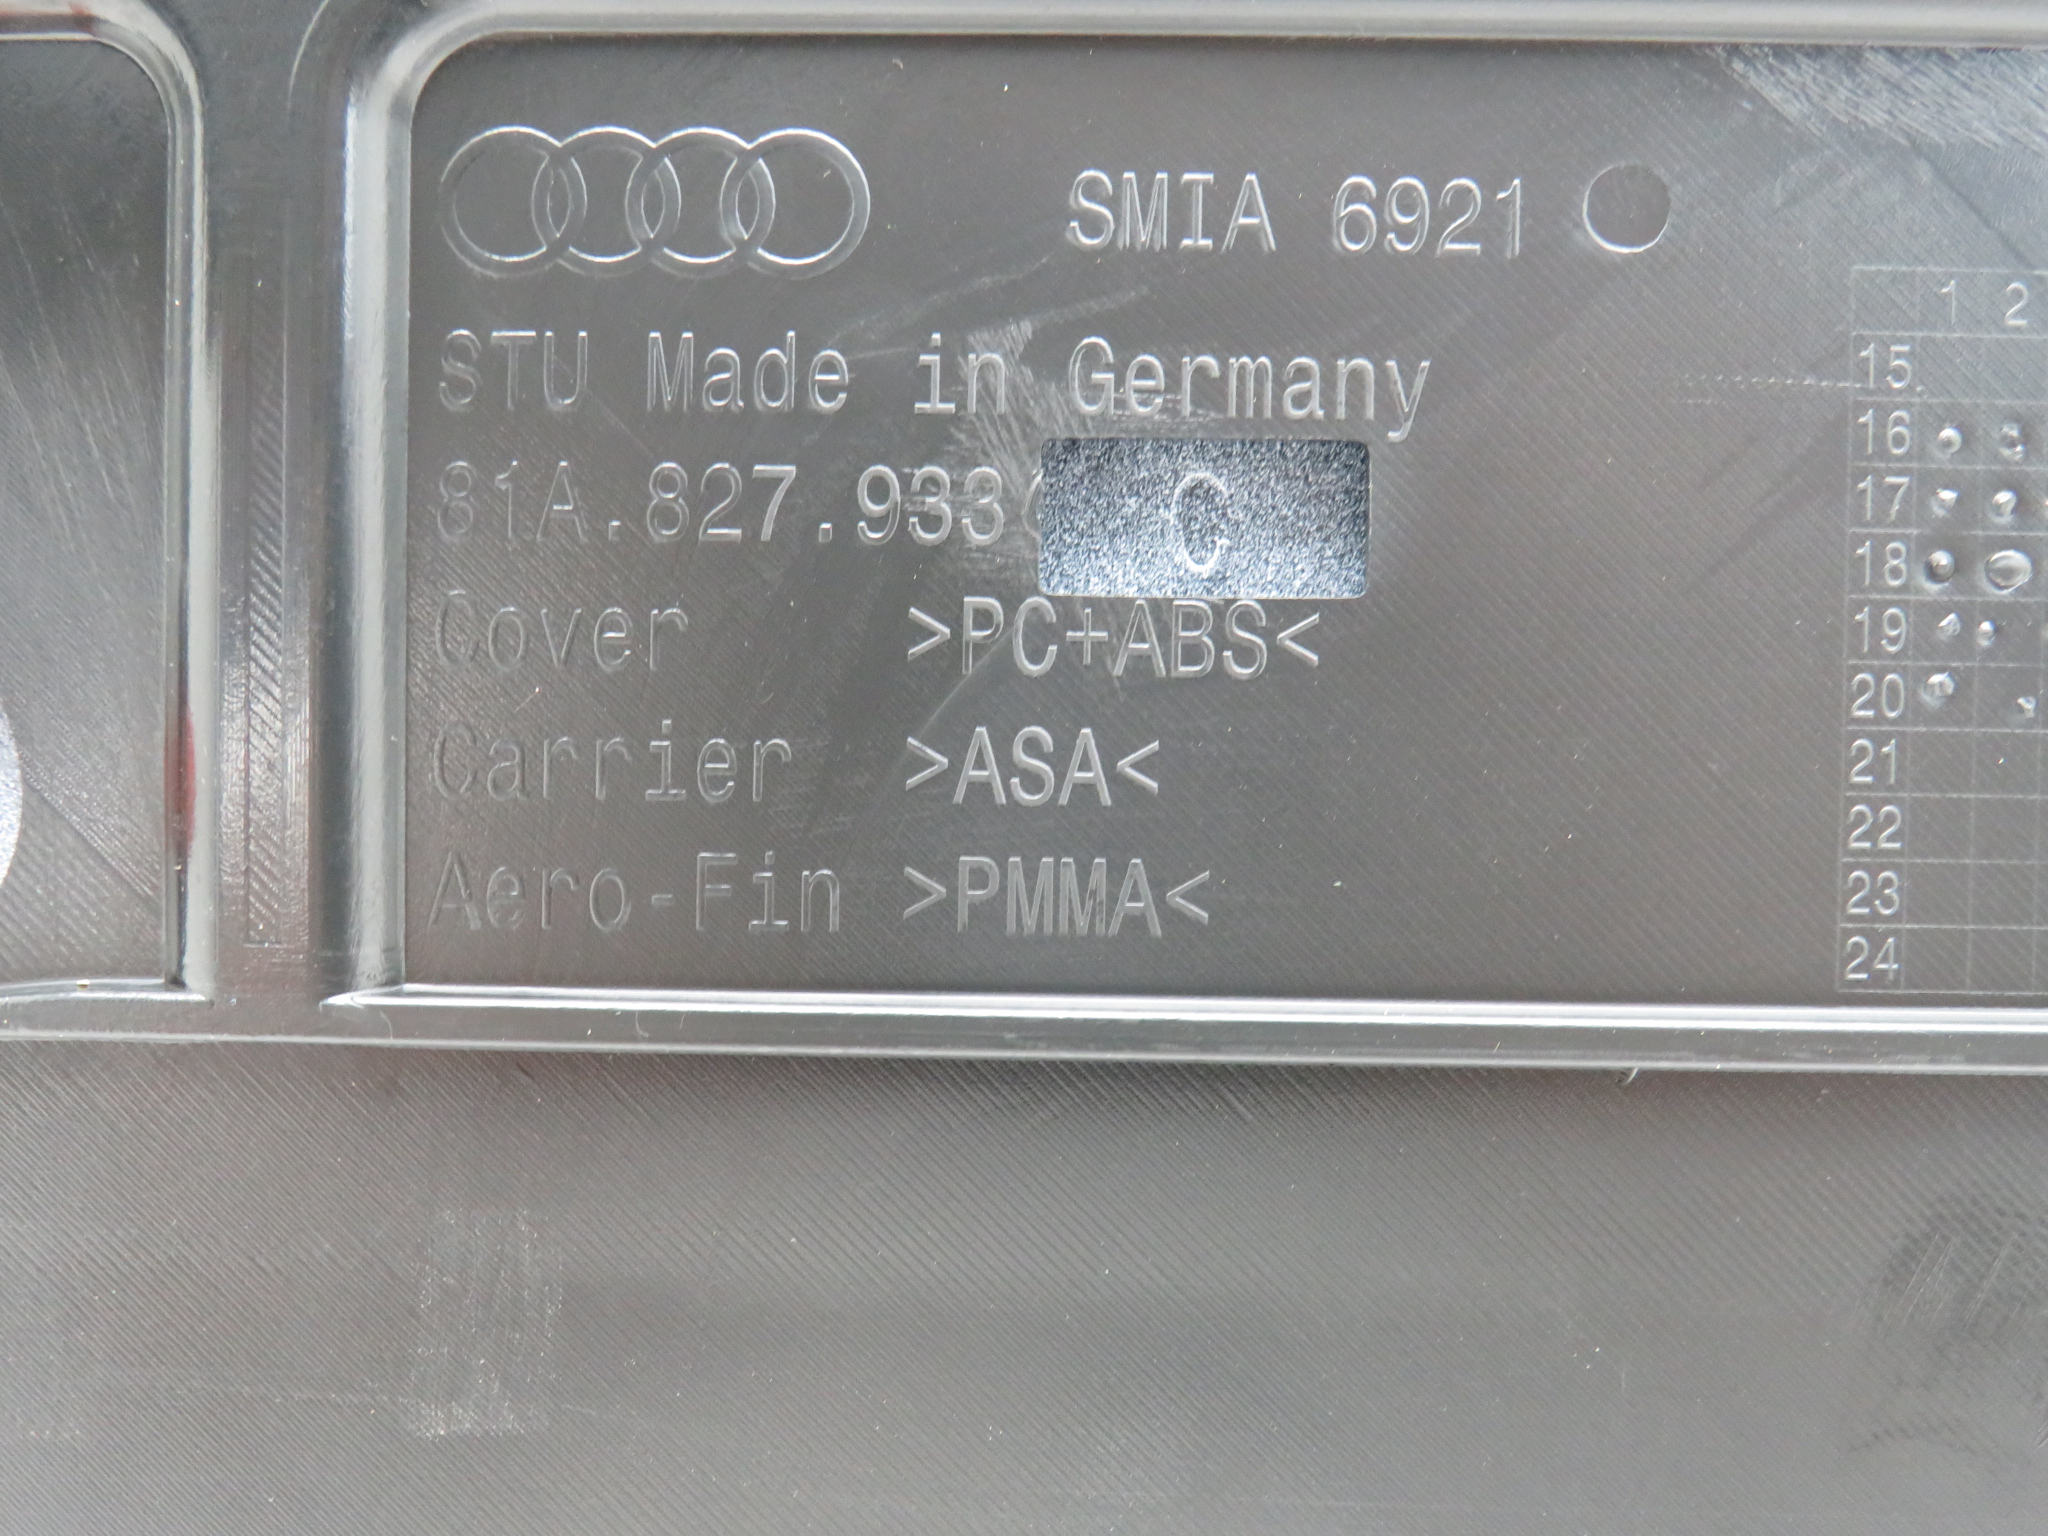 SMIA 6921
STU Made in Germany
81A.827.933 C
Cover >PC+ABS<
Carrier >ASA<
Aero-Fin >PMMA<
1 2
15
16
17
18
19
20
21
22
23
24